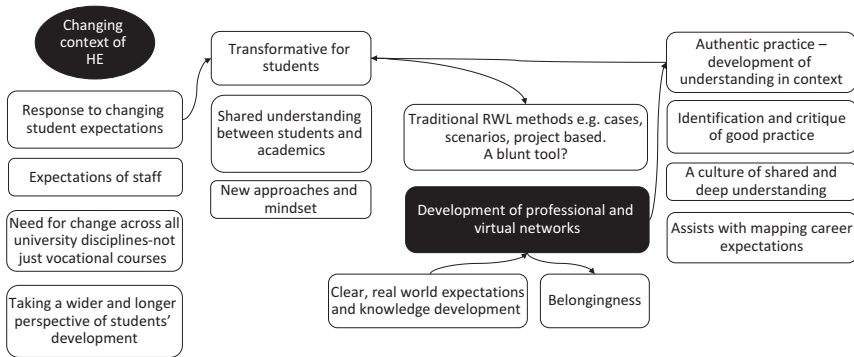 Changing
context of
HE
Response to changing
student expectations
Expectations of staff
Need for change across all
university disciplines-not
just vocational courses
Taking a wider and longer
perspective of students’
development
Transformative for
students
Shared understanding
between students and
academics
New approaches and
mindset
Traditional RWL methods e.g. cases,
scenarios, project based.
A blunt tool?
Development of professional and
virtual networks
Clear, real world expectations
and knowledge development
Belongingness
Authentic practice –
development of
understanding in context
Identification and critique
of good practice
A culture of shared and
deep understanding
Assists with mapping career
expectations